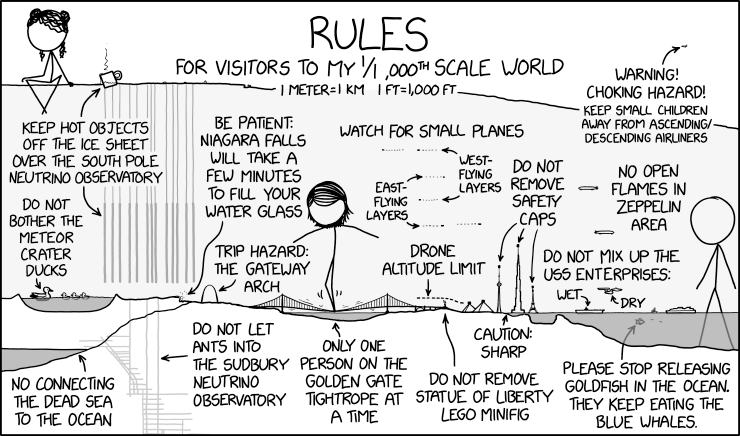 RULES
FOR VISITORS TO MY 1/1,000TH SCALE WORLD
1 METER=1 KM 1 FT=1,000 FT
WARNING!
CHOKING HAZARD!
KEEP SMALL CHILDREN
AWAY FROM ASCENDING/
DESCENDING AIRLINERS
KEEP HOT OBJECTS
OFF THE ICE SHEET
OVER THE SOUTH POLE
NEUTRINO OBSERVATORY
BE PATIENT:
NIAGARA FALLS
WILL TAKE A
FEW MINUTES
TO FILL YOUR
WATER GLASS
WATCH FOR SMALL PLANES
WEST-
FLYING
LAYERS
EAST-
FLYING
LAYERS
DO NOT
REMOVE
SAFETY
CAPS
NO OPEN
FLAMES IN
ZEPPELIN
AREA
DO NOT
BOTHER THE
METEOR
CRATER
DUCKS
TRIP HAZARD:
THE GATEWAY
ARCH
DRONE
ALTITUDE LIMIT
DO NOT MIX UP THE
USS ENTERPRISES:
WET
DRY
NO CONNECTING
THE DEAD SEA
TO THE OCEAN
DO NOT LET
ANTS INTO
THE SUDBURY
NEUTRINO
OBSERVATORY
ONLY ONE
PERSON ON THE
GOLDEN GATE
TIGHTROPE AT
A TIME
CAUTION:
SHARP
DO NOT REMOVE
STATUE OF LIBERTY
LEGO MINIFIG
PLEASE STOP RELEASING
GOLDFISH IN THE OCEAN.
THEY KEEP EATING THE
BLUE WHALES.